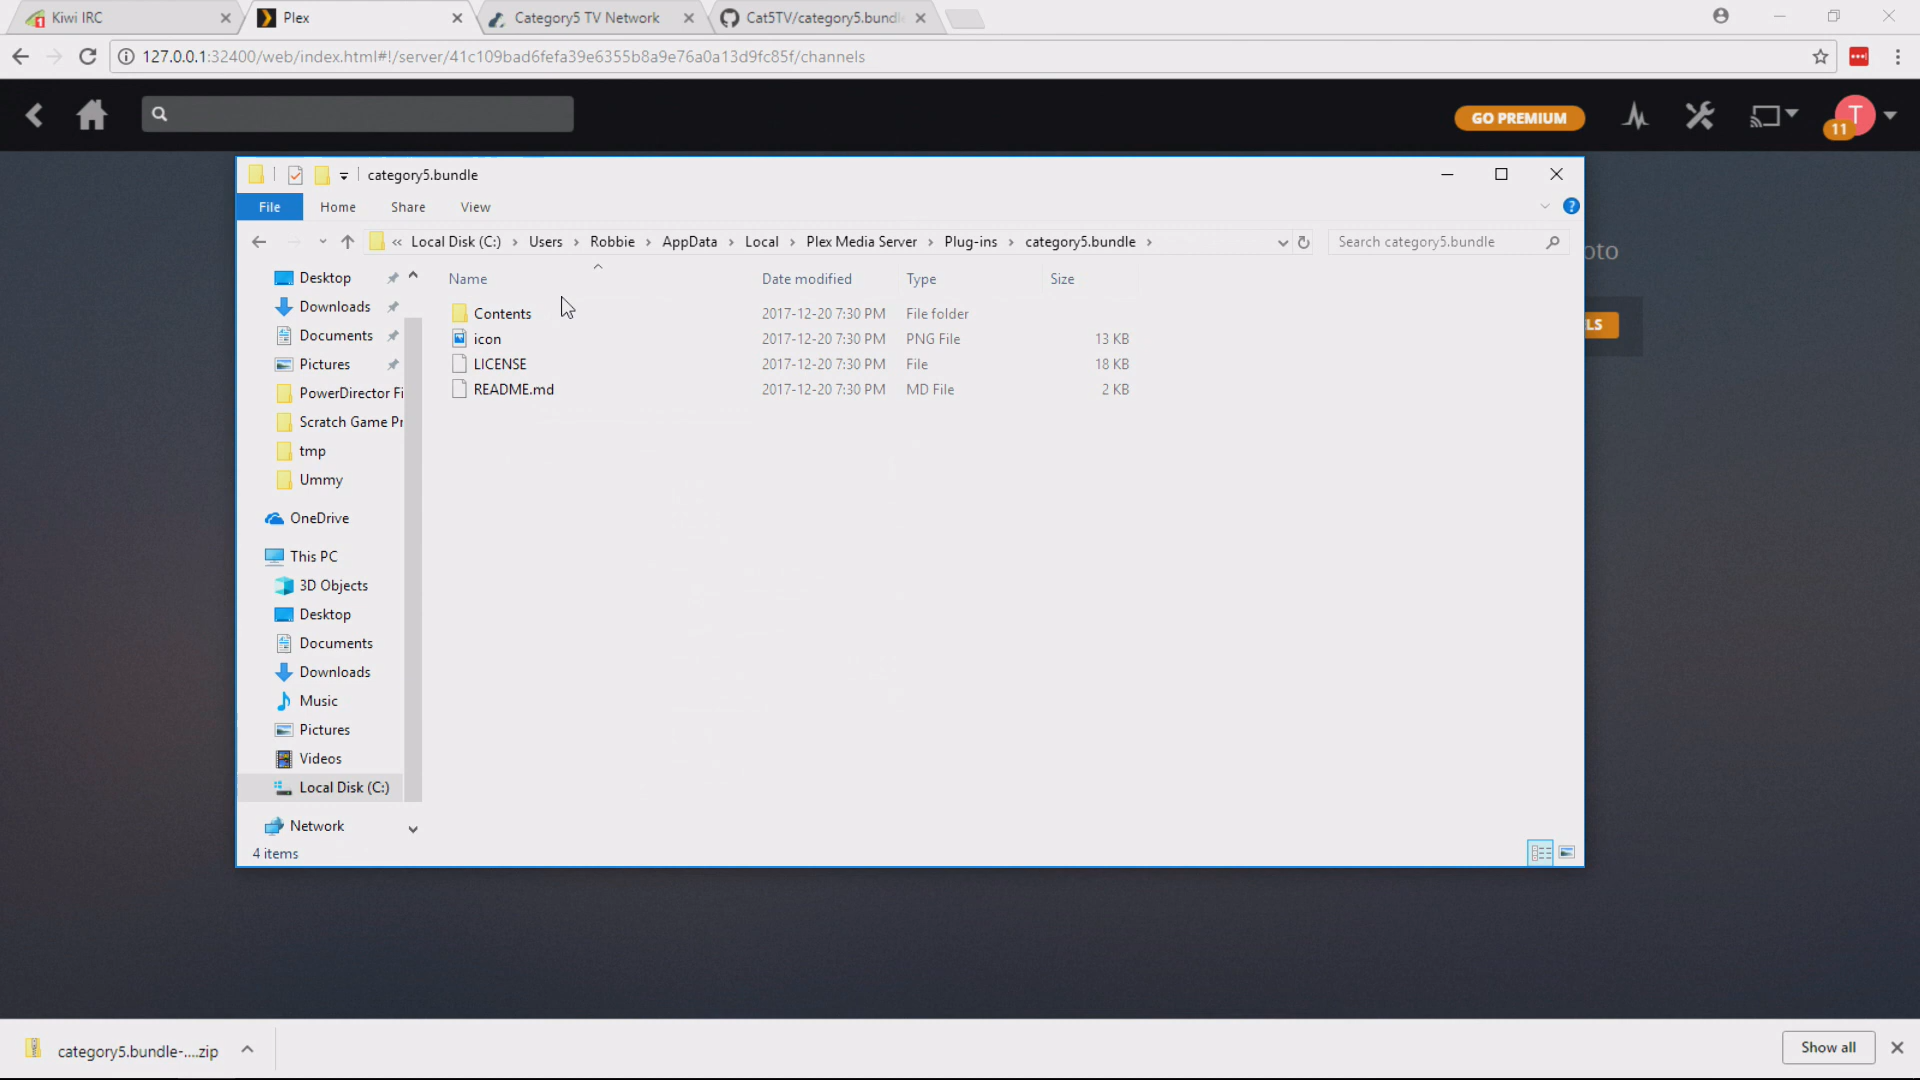 Kiwi IRC
Plex
Category5 TV Network
Cat5TV/category5.bundl
127.0.0.1:32400/web/index.html#!/server/41c109bad6fefa39e6355b8a9e76a0a13d9fc85f/channels
GO PREMIUM
T
11
category5.bundle
File Home Share View
« Local Disk (C:) › Users › Robbie › AppData › Local › Plex Media Server › Plug-ins › category5.bundle ›
Search category5.bundle
oto
LS
Name Date modified Type Size
Contents 2017-12-20 7:30 PM File folder
icon 2017-12-20 7:30 PM PNG File 13 KB
LICENSE 2017-12-20 7:30 PM File 18 KB
README.md 2017-12-20 7:30 PM MD File 2 KB
Desktop
Downloads
Documents
Pictures
PowerDirector Fi
Scratch Game Pr
tmp
Ummy
OneDrive
This PC
3D Objects
Desktop
Documents
Downloads
Music
Pictures
Videos
Local Disk (C:)
Network
4 items
category5.bundle-....zip
Show all